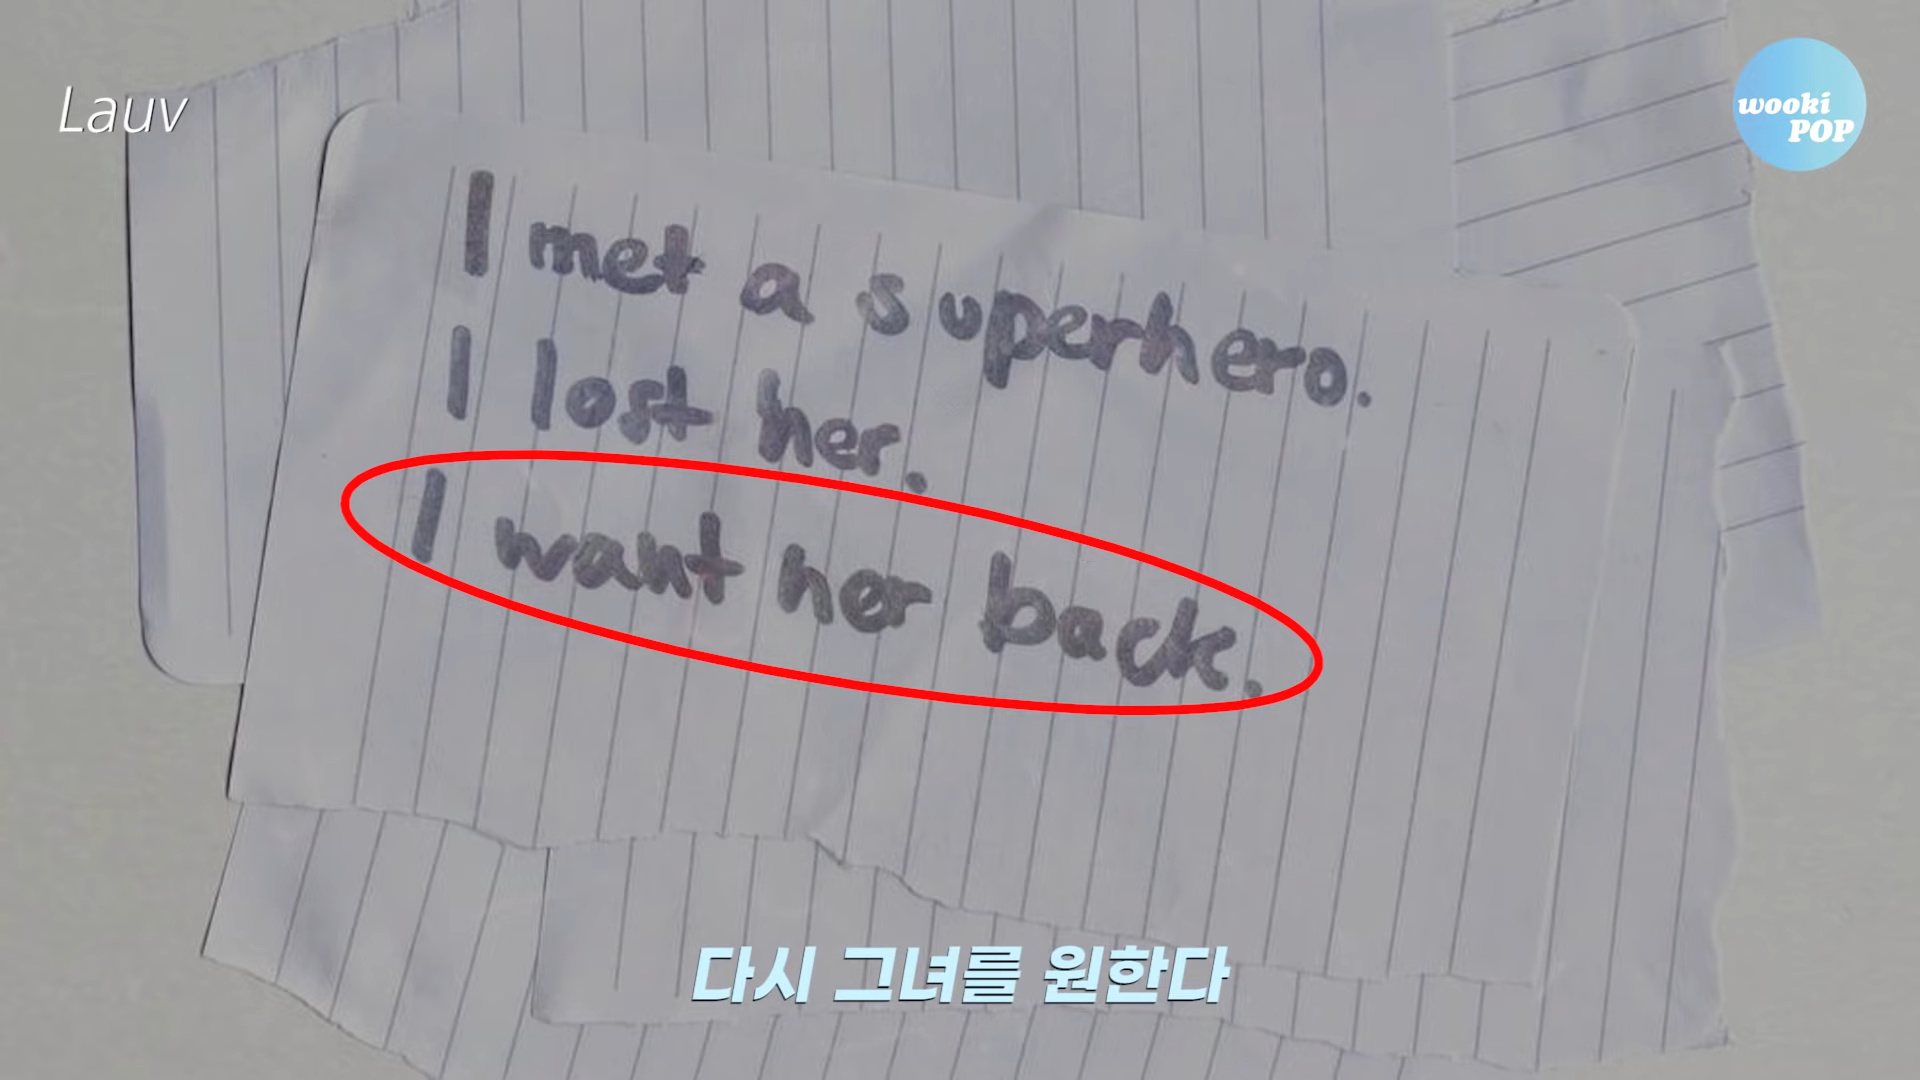 Lauv
wooki
POP
I met a superhero.
I lost her.
I want her back.
다시 그녀를 원한다